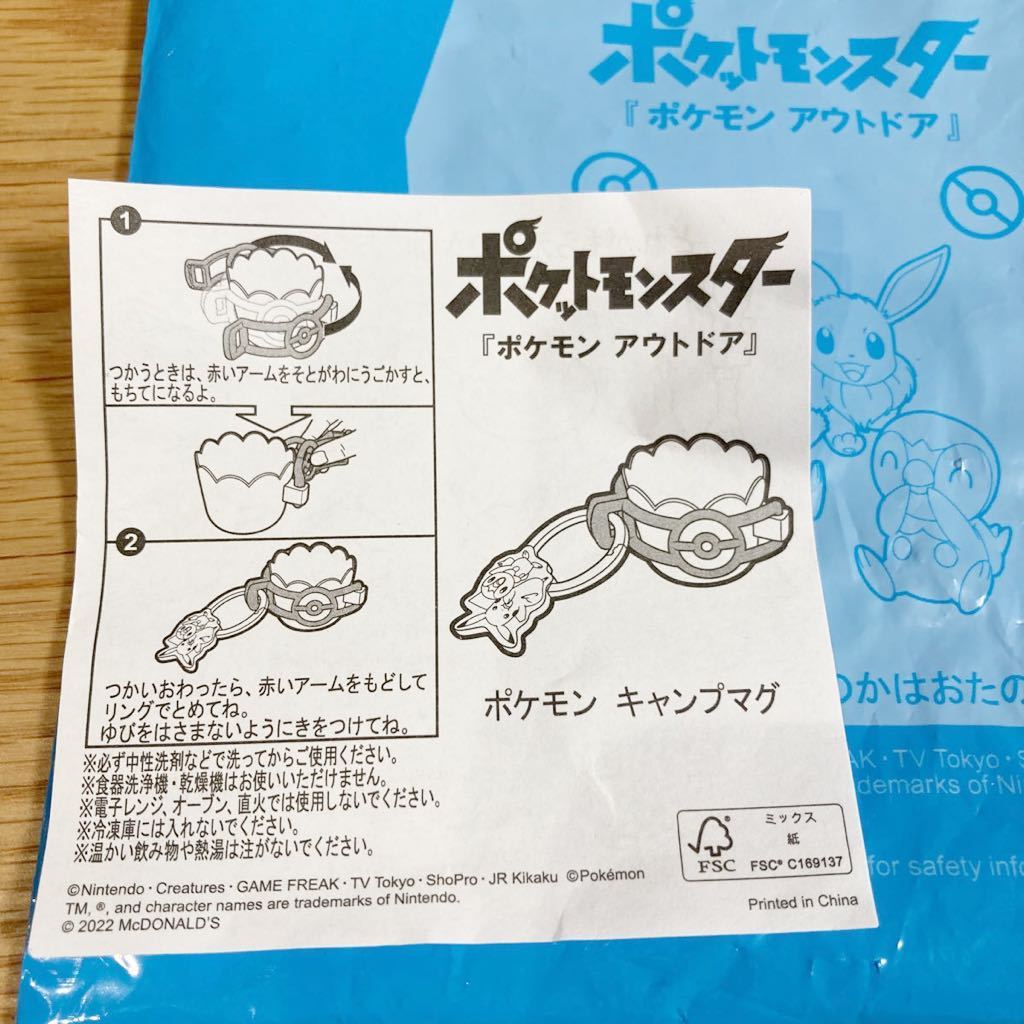 ポケットモンスター
『ポケモン アウトドア』
1
つかうときは、赤いアームをそとがわにうごかすと、
もちてになるよ。
2
つかいおわったら、赤いアームをもどして
リングでとめてね。
ゆびをはさまないようにきをつけてね。
※必ず中性洗剤などで洗ってからご使用ください。
※食器洗浄機・乾燥機はお使いいただけません。
※電子レンジ、オーブン、直火では使用しないでください。
※冷凍庫には入れないでください。
※温かい飲み物や熱湯は注がないでください。
ポケットモンスター
『ポケモン アウトドア』
ポケモン キャンプマグ
FSC
ミックス
紙
FSC® C169137
©Nintendo・Creatures・GAME FREAK・TV Tokyo・ShoPro・JR Kikaku ©Pokémon
TM, ®, and character names are trademarks of Nintendo.
© 2022 McDONALD'S
Printed in China
のかはおたの
・TV Tokyo・
demarks of
for safety